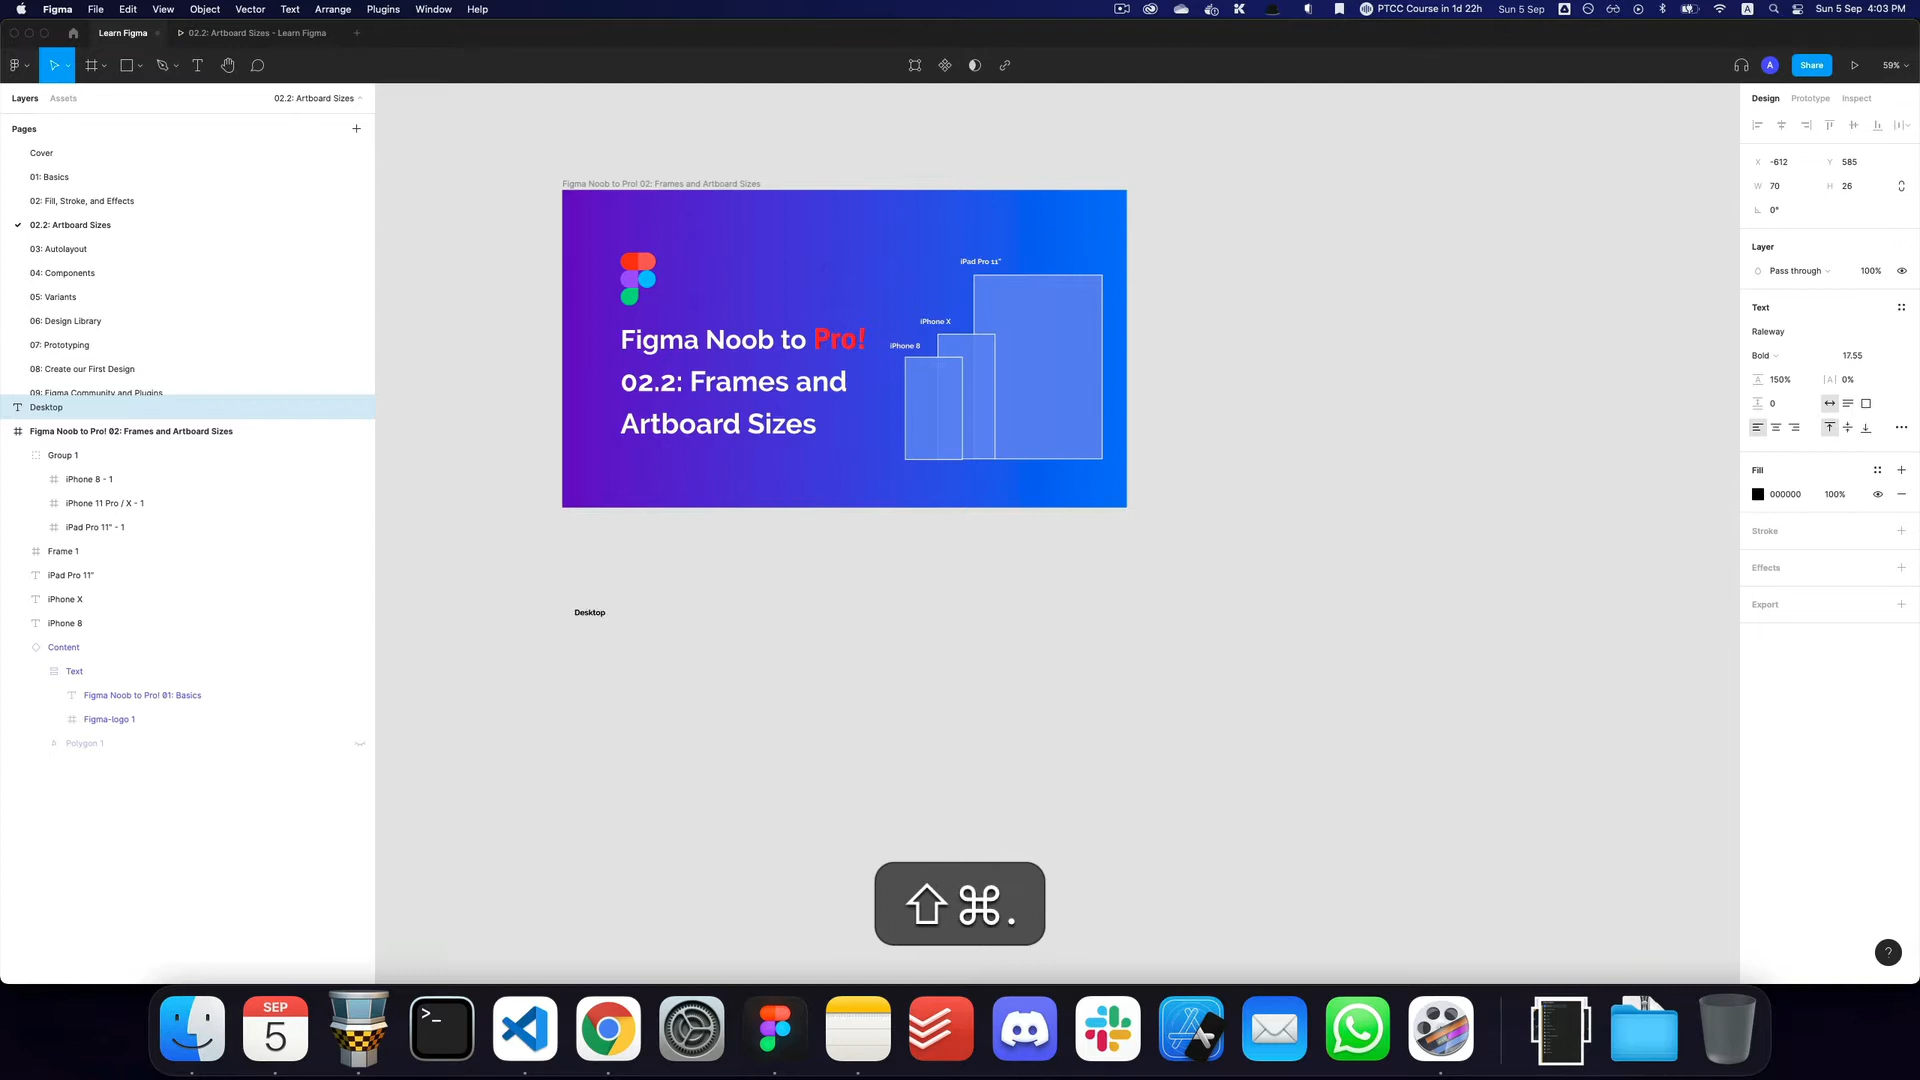 Figma File Edit View Object Vector Text Arrange Plugins Window Help
PTCC Course in 1d 22h Sun 5 Sep A Sun 5 Sep 4:03 PM
Learn Figma 02.2: Artboard Sizes - Learn Figma
A Share 59%
Layers Assets 02.2: Artboard Sizes
Pages
Cover
01: Basics
02: Fill, Stroke, and Effects
02.2: Artboard Sizes
03: Autolayout
04: Components
05: Variants
06: Design Library
07: Prototyping
08: Create our First Design
09: Figma Community and Plugins
Desktop
Figma Noob to Pro! 02: Frames and Artboard Sizes
Group 1
iPhone 8 - 1
iPhone 11 Pro / X - 1
iPad Pro 11" - 1
Frame 1
iPad Pro 11"
iPhone X
iPhone 8
Content
Text
Figma Noob to Pro! 01: Basics
Figma-logo 1
Polygon 1
Figma Noob to Pro! 02: Frames and Artboard Sizes
Figma Noob to Pro!
02.2: Frames and
Artboard Sizes
iPad Pro 11"
iPhone X
iPhone 8
Desktop
⇧⌘.
Design Prototype Inspect
X -612 Y 585
W 70 H 26
0°
Layer
Pass through 100%
Text
Raleway
Bold 17.55
150% |A| 0%
0
Fill
000000 100%
Stroke
Effects
Export
?
SEP
5
>_